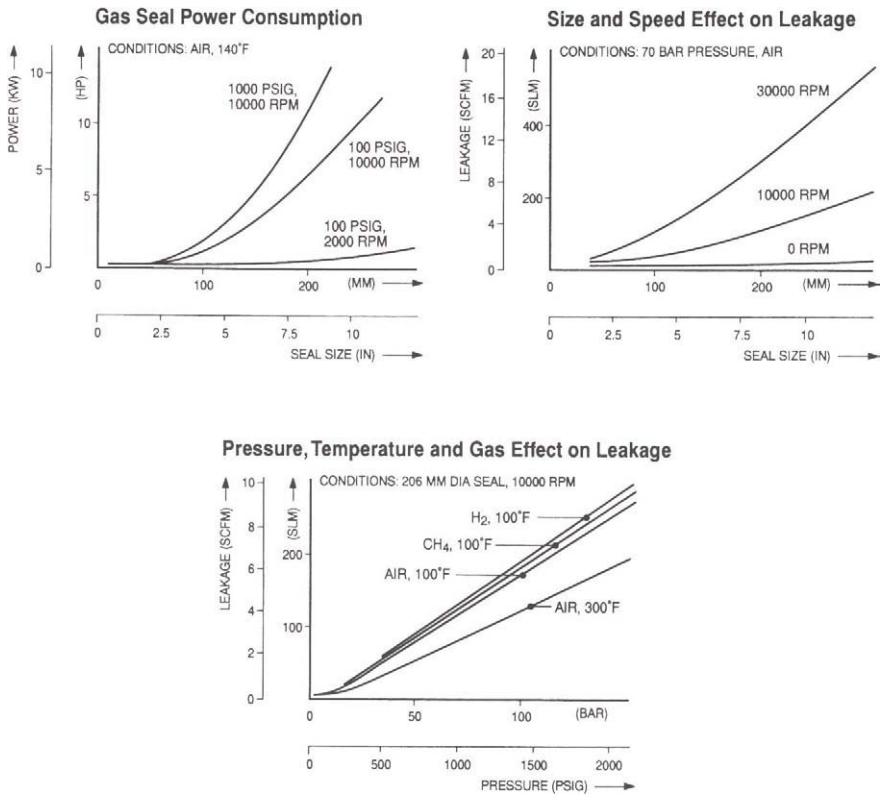 Gas Seal Power Consumption
CONDITIONS: AIR, 140°F
POWER (KW)
(HP)
10
5
0
10
5
1000 PSIG,
10000 RPM
100 PSIG,
10000 RPM
100 PSIG,
2000 RPM
0
100
200
(MM)
0
2.5
5
7.5
10
SEAL SIZE (IN)
Size and Speed Effect on Leakage
CONDITIONS: 70 BAR PRESSURE, AIR
LEAKAGE (SCFM)
(SLM)
20
16
12
8
4
0
400
200
30000 RPM
10000 RPM
0 RPM
0
100
200
(MM)
0
2.5
5
7.5
10
SEAL SIZE (IN)
Pressure, Temperature and Gas Effect on Leakage
CONDITIONS: 206 MM DIA SEAL, 10000 RPM
LEAKAGE (SCFM)
(SLM)
10
8
6
4
2
0
200
100
H₂, 100°F
CH₄, 100°F
AIR, 100°F
AIR, 300°F
0
50
100
(BAR)
0
500
1000
1500
2000
PRESSURE (PSIG)